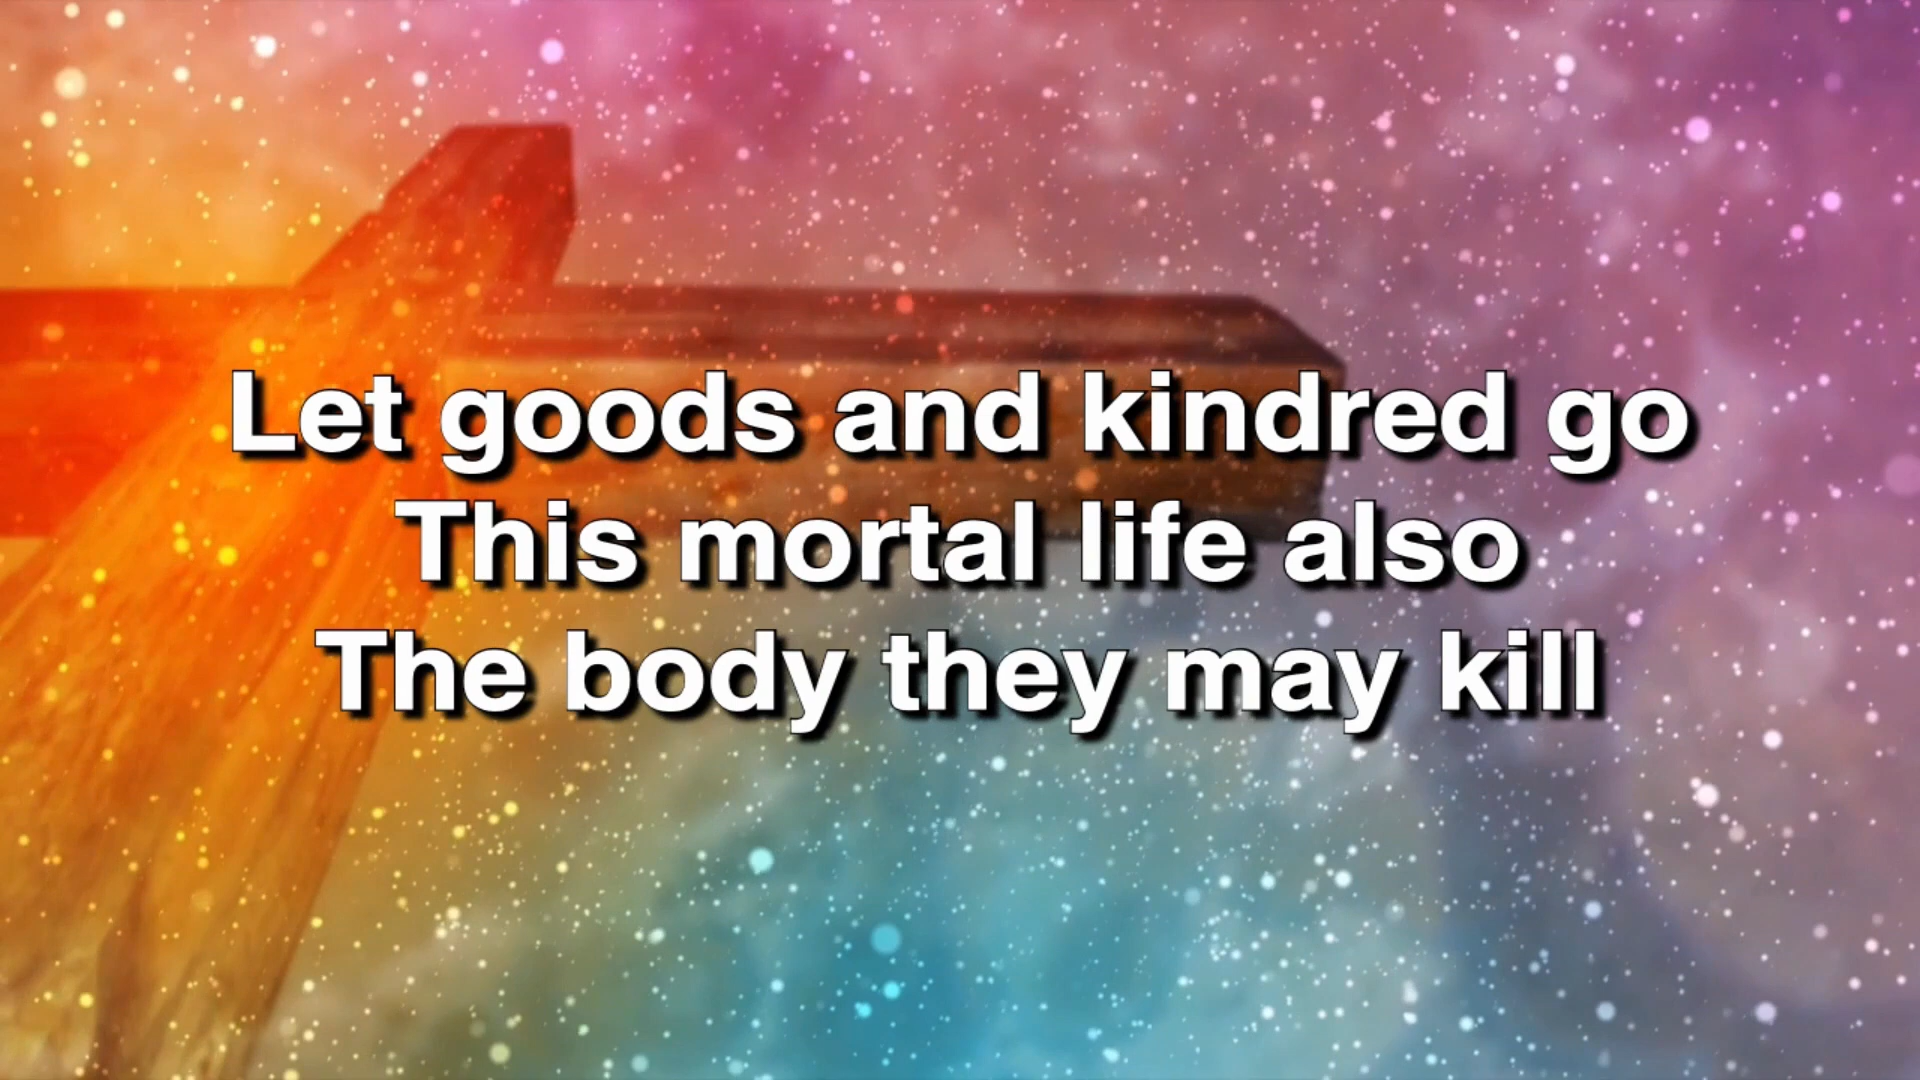 Let goods and kindred go
This mortal life also
The body they may kill